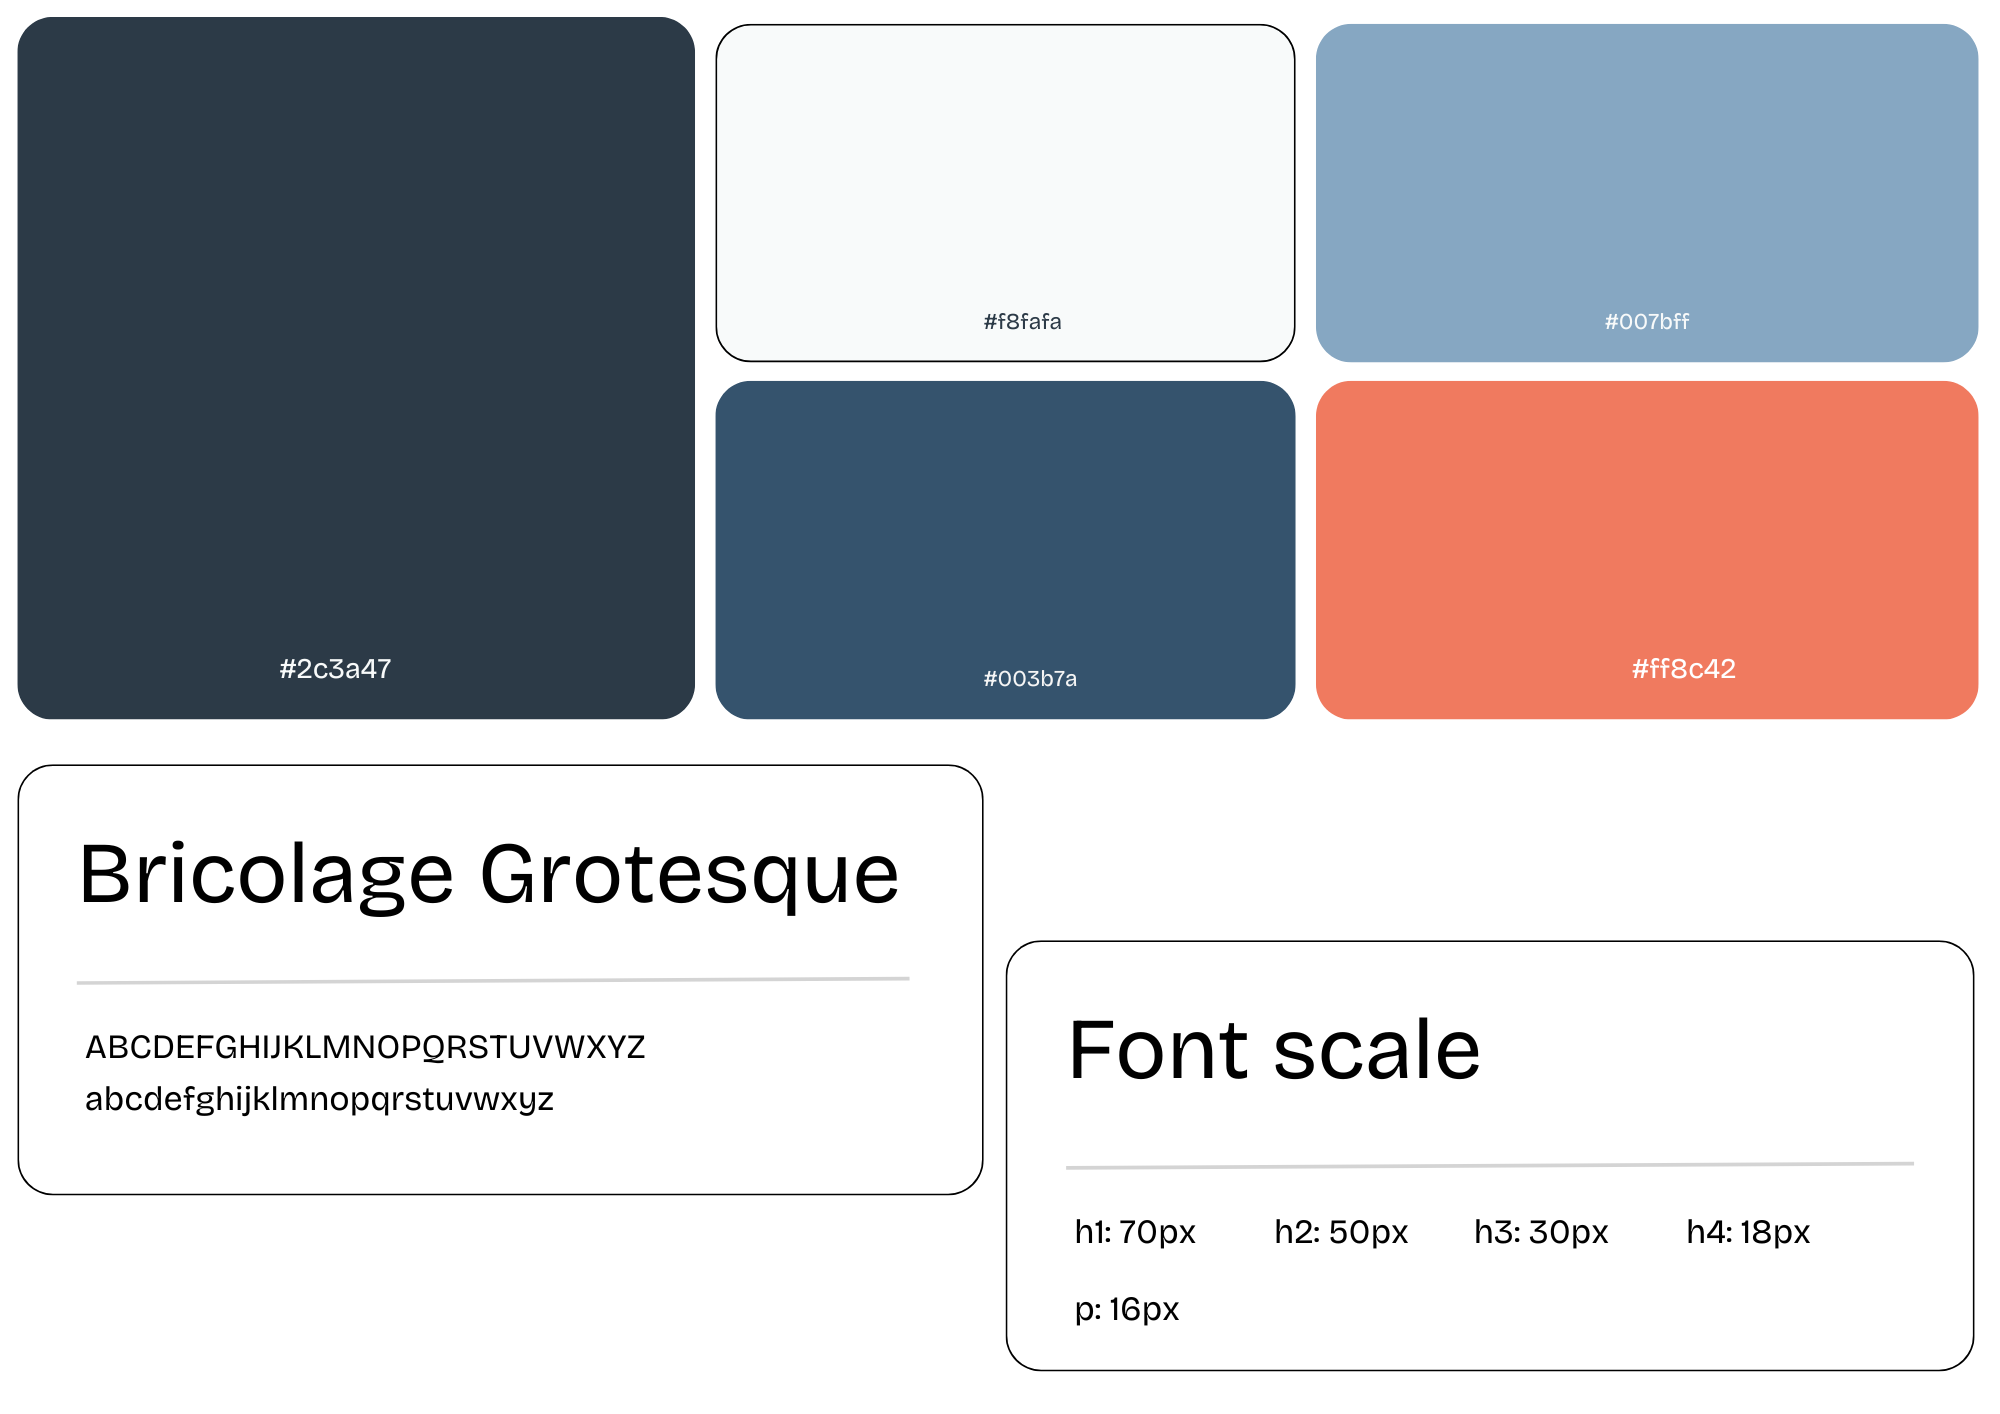 #f8fafa
#007bff
#2c3a47
#003b7a
#ff8c42
Bricolage Grotesque
ABCDEFGHIJKLMNOPQRSTUVWXYZ
abcdefghijklmnopqrstuvwxyz
Font scale
h1: 70px h2: 50px h3: 30px h4: 18px
p: 16px